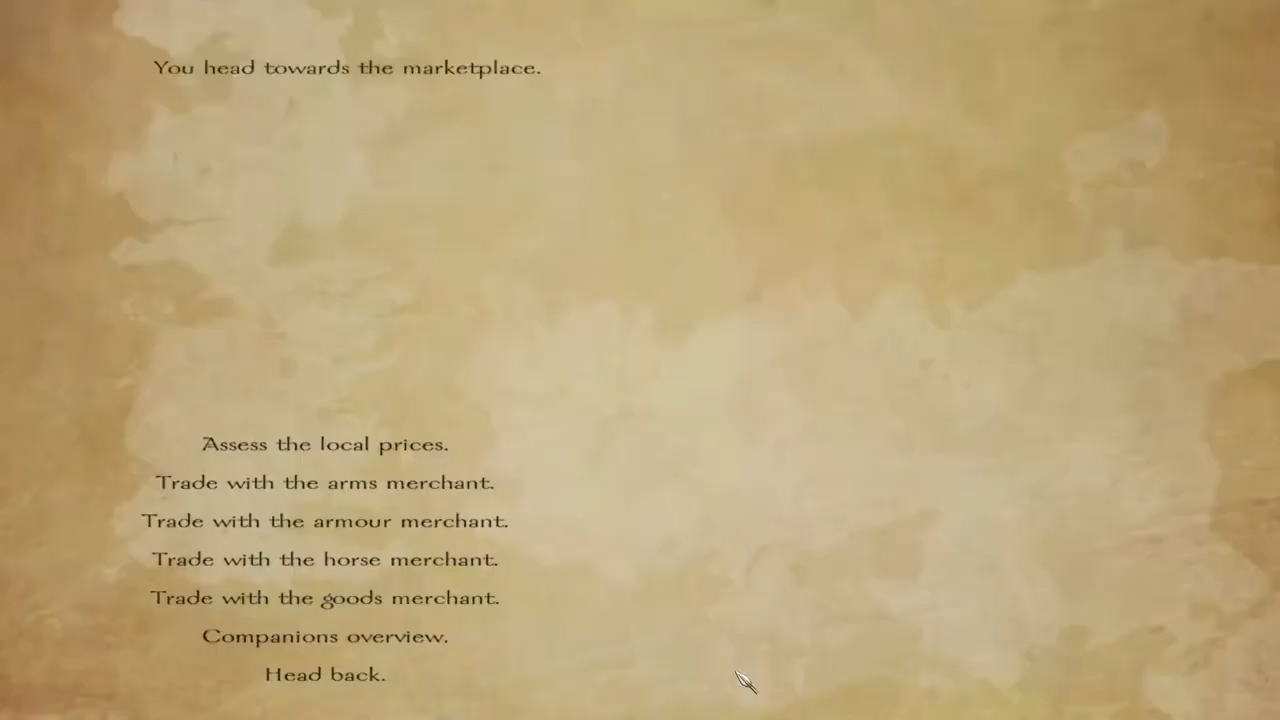 You head towards the marketplace.
Assess the local prices.
Trade with the arms merchant.
Trade with the armour merchant.
Trade with the horse merchant.
Trade with the goods merchant.
Companions overview.
Head back.